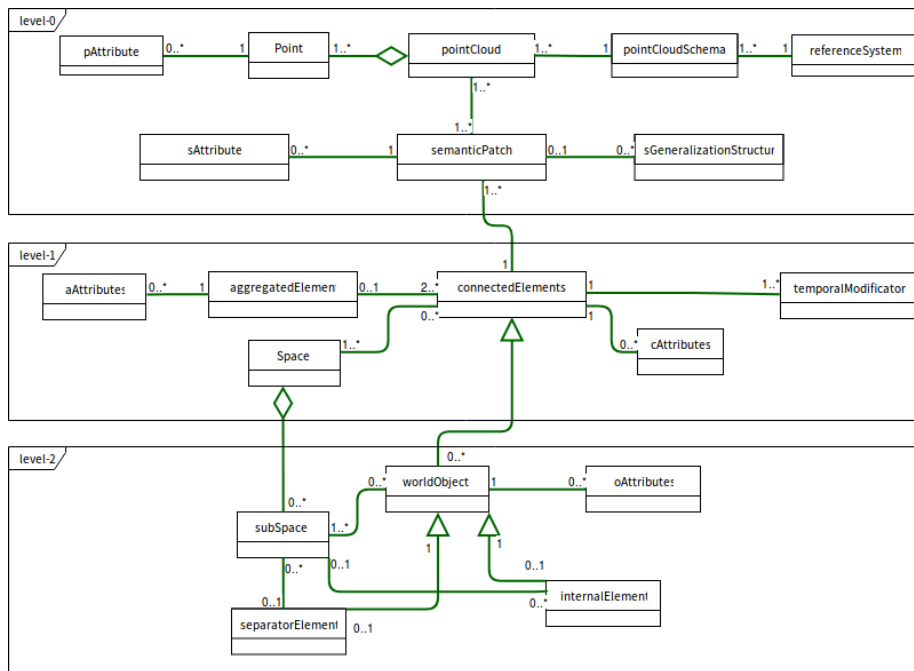 level-0
pAttribute 0..* 1 Point 1..* pointCloud 1..* 1 pointCloudSchema 1..* 1 referenceSystem
1..*
1..*
sAttribute 0..* 1 semanticPatch 0..1 0..* sGeneralizationStructur
1..*
level-1
1
aAttributes 0..* 1 aggregatedElement 0..1 2..* connectedElements 1 1..* temporalModificator
0..* 1
Space 1..* 0..* cAttributes
level-2
0..*
0..* worldObject 1 0..* oAttributes
0..*
subSpace 1..*
1 1
0..* 0..1 0..1
0..1 0..* internalElement
separatorElement 0..1